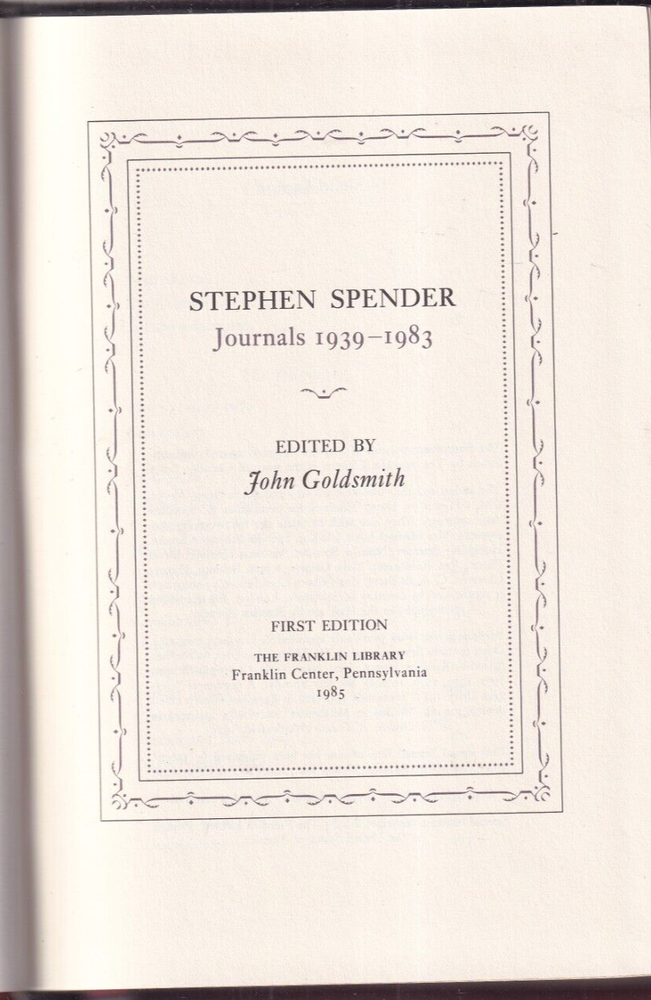 STEPHEN SPENDER
Journals 1939–1983
EDITED BY
John Goldsmith
FIRST EDITION
THE FRANKLIN LIBRARY
Franklin Center, Pennsylvania
1985